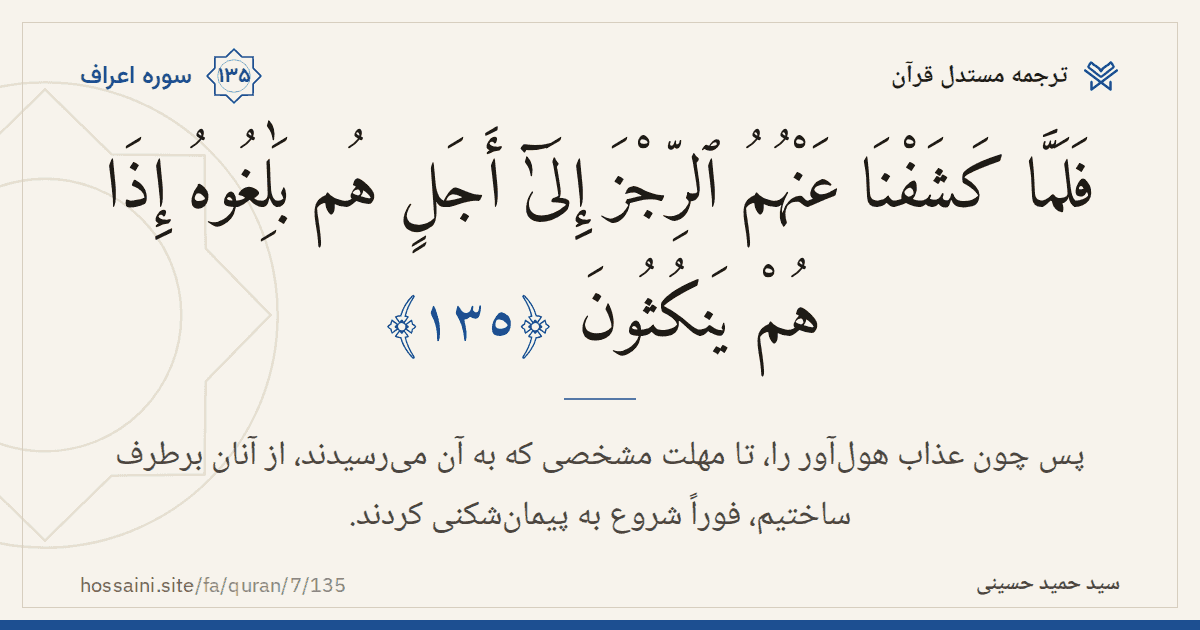 ترجمه مستدل قرآن
۱۳۵ سوره اعراف
فَلَمَّا كَشَفْنَا عَنْهُمُ ٱلرِّجْزَ إِلَىٰٓ أَجَلٍ هُم بَٰلِغُوهُ إِذَا
هُمْ يَنكُثُونَ ﴿١٣٥﴾
پس چون عذاب هول‌آور را، تا مهلت مشخصی که به آن می‌رسیدند، از آنان برطرف
ساختیم، فوراً شروع به پیمان‌شکنی کردند.
سید حمید حسینی
hossaini.site/fa/quran/7/135